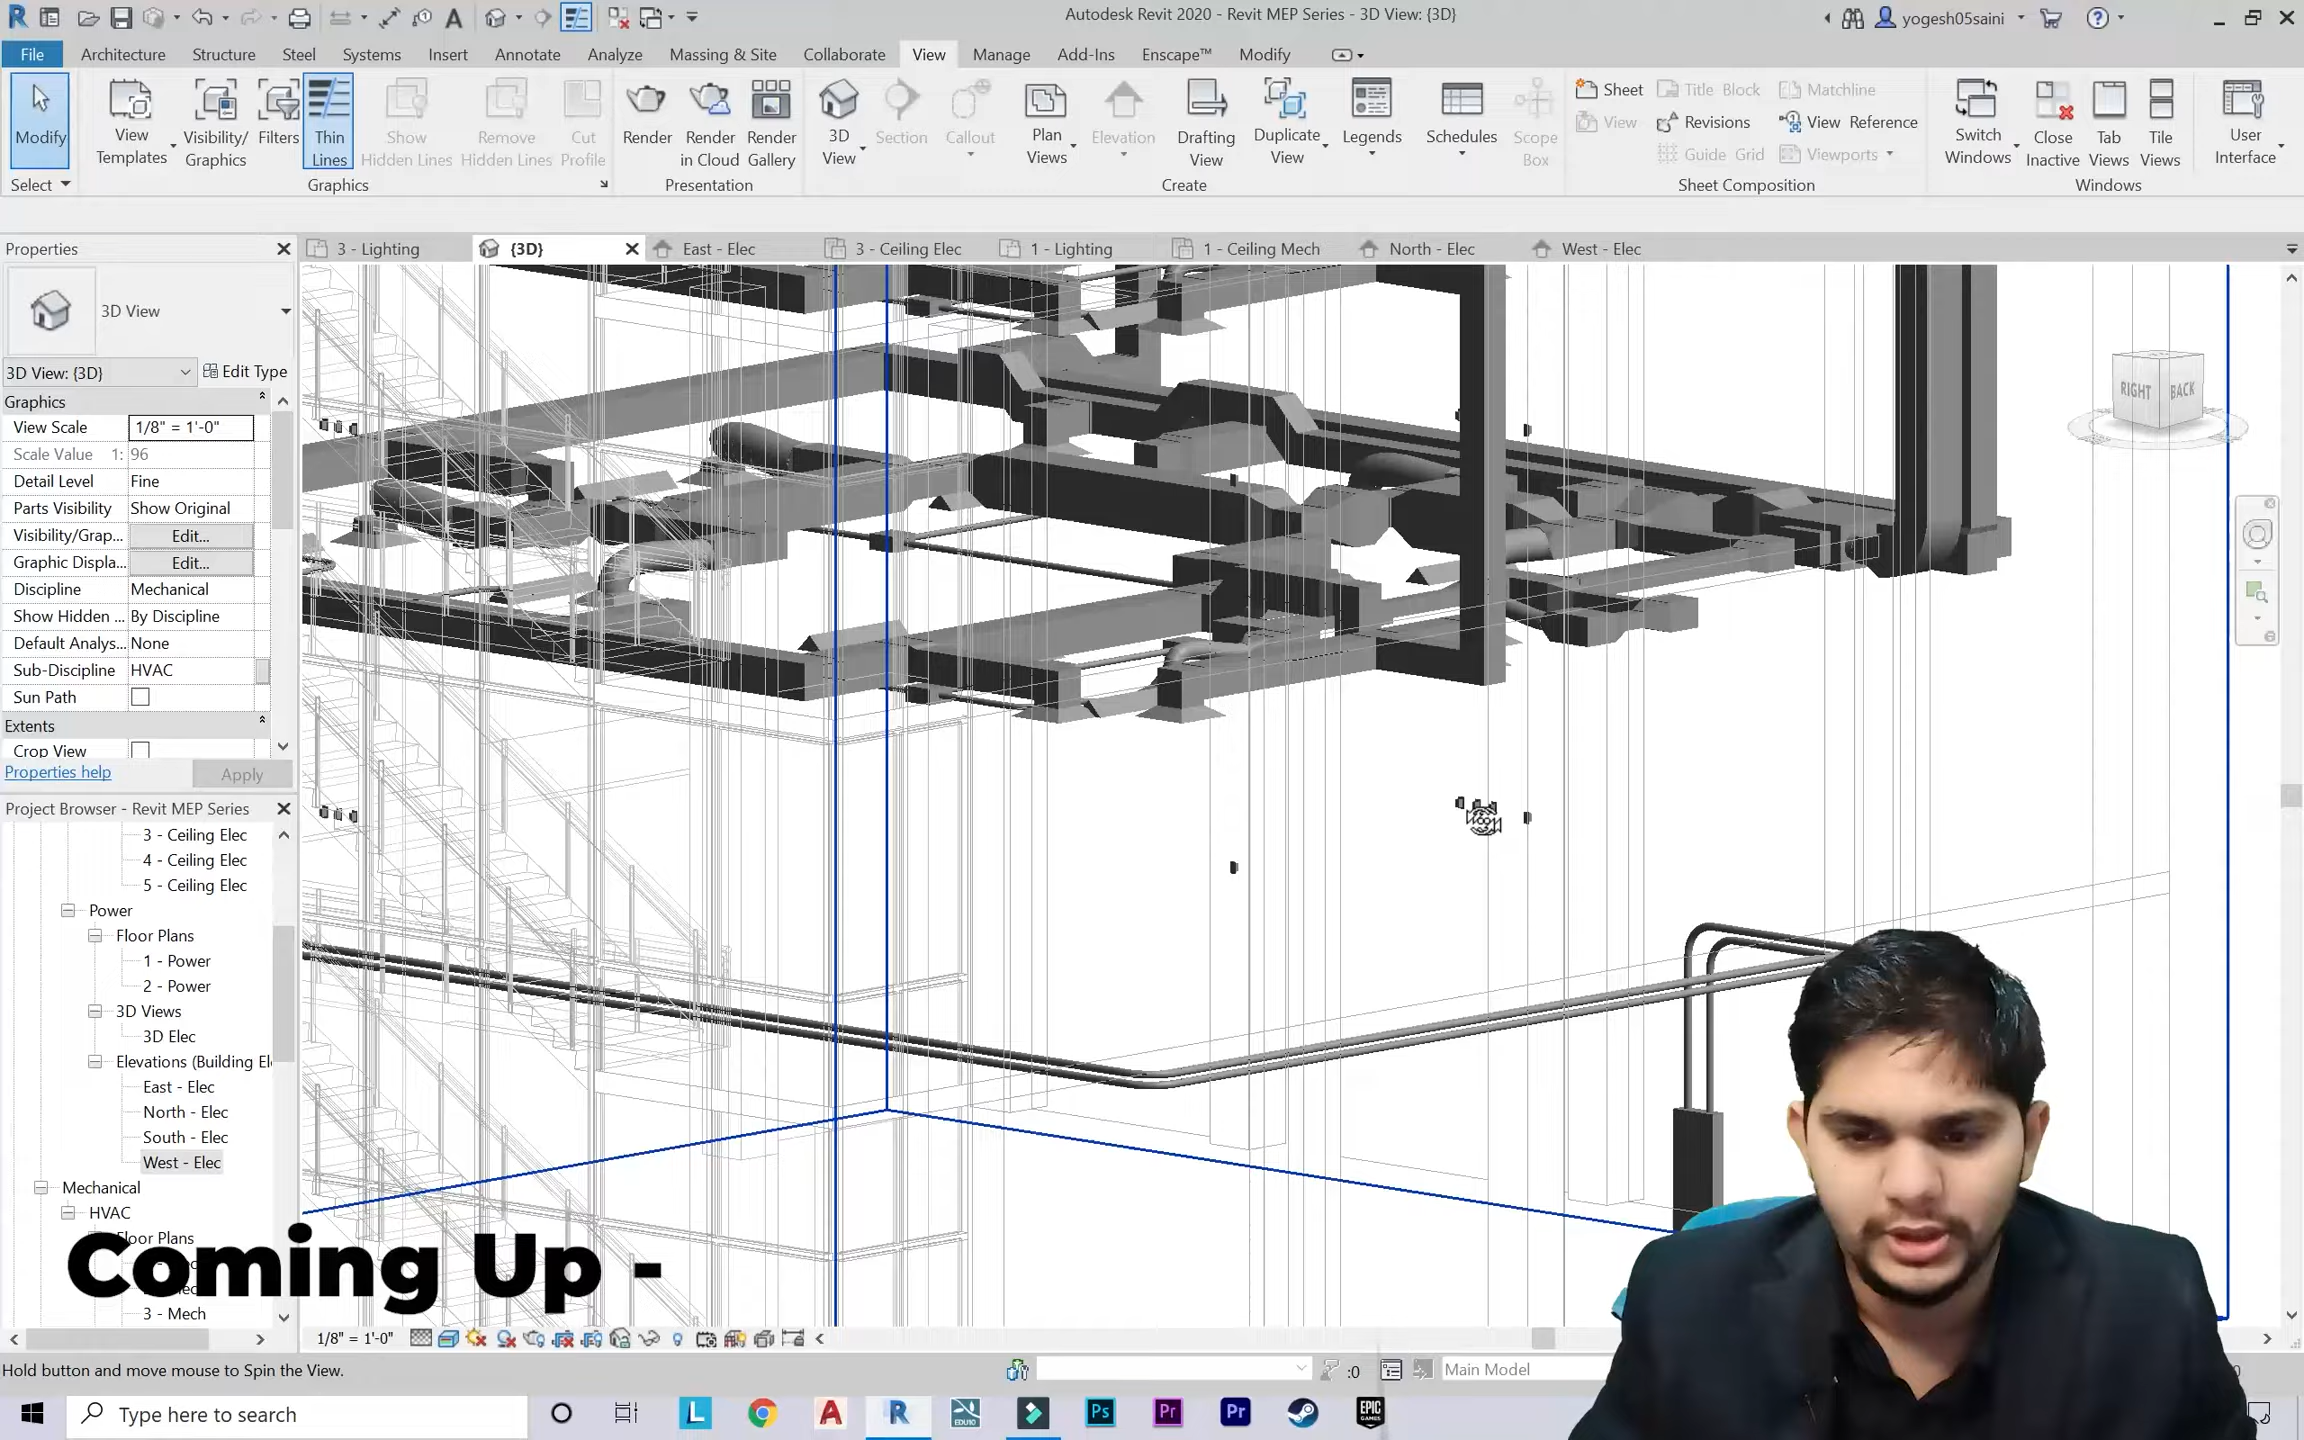 Autodesk Revit 2020 - Revit MEP Series - 3D View: {3D}
yogesh05saini
File Architecture Structure Steel Systems Insert Annotate Analyze Massing & Site Collaborate View Manage Add-Ins Enscape™ Modify
Modify
View Templates
Visibility/ Graphics
Filters
Thin Lines
Show Hidden Lines
Remove Hidden Lines
Cut Profile
Render
Render in Cloud
Render Gallery
3D View
Section
Callout
Plan Views
Elevation
Drafting View
Duplicate View
Legends
Schedules
Scope Box
Sheet
Title Block
Matchline
View
Revisions
View Reference
Guide Grid
Viewports
Switch Windows
Close Inactive
Tab Views
Tile Views
User Interface
Select
Graphics
Presentation
Create
Sheet Composition
Windows
Properties
3 - Lighting
{3D}
East - Elec
3 - Ceiling Elec
1 - Lighting
1 - Ceiling Mech
North - Elec
West - Elec
3D View
3D View: {3D}
Edit Type
Graphics
View Scale 1/8" = 1'-0"
Scale Value 1: 96
Detail Level Fine
Parts Visibility Show Original
Visibility/Grap... Edit...
Graphic Displa... Edit...
Discipline Mechanical
Show Hidden ... By Discipline
Default Analys... None
Sub-Discipline HVAC
Sun Path
Extents
Crop View
Properties help
Apply
RIGHT
BACK
Project Browser - Revit MEP Series
3 - Ceiling Elec
4 - Ceiling Elec
5 - Ceiling Elec
Power
Floor Plans
1 - Power
2 - Power
3D Views
3D Elec
Elevations (Building El
East - Elec
North - Elec
South - Elec
West - Elec
Mechanical
HVAC
Floor Plans
3 - Mech
Coming Up -
1/8" = 1'-0"
Hold button and move mouse to Spin the View.
:0
Main Model
Type here to search
L
A
R
EDU10
Ps
Pr
Pr
EPIC
GAMES